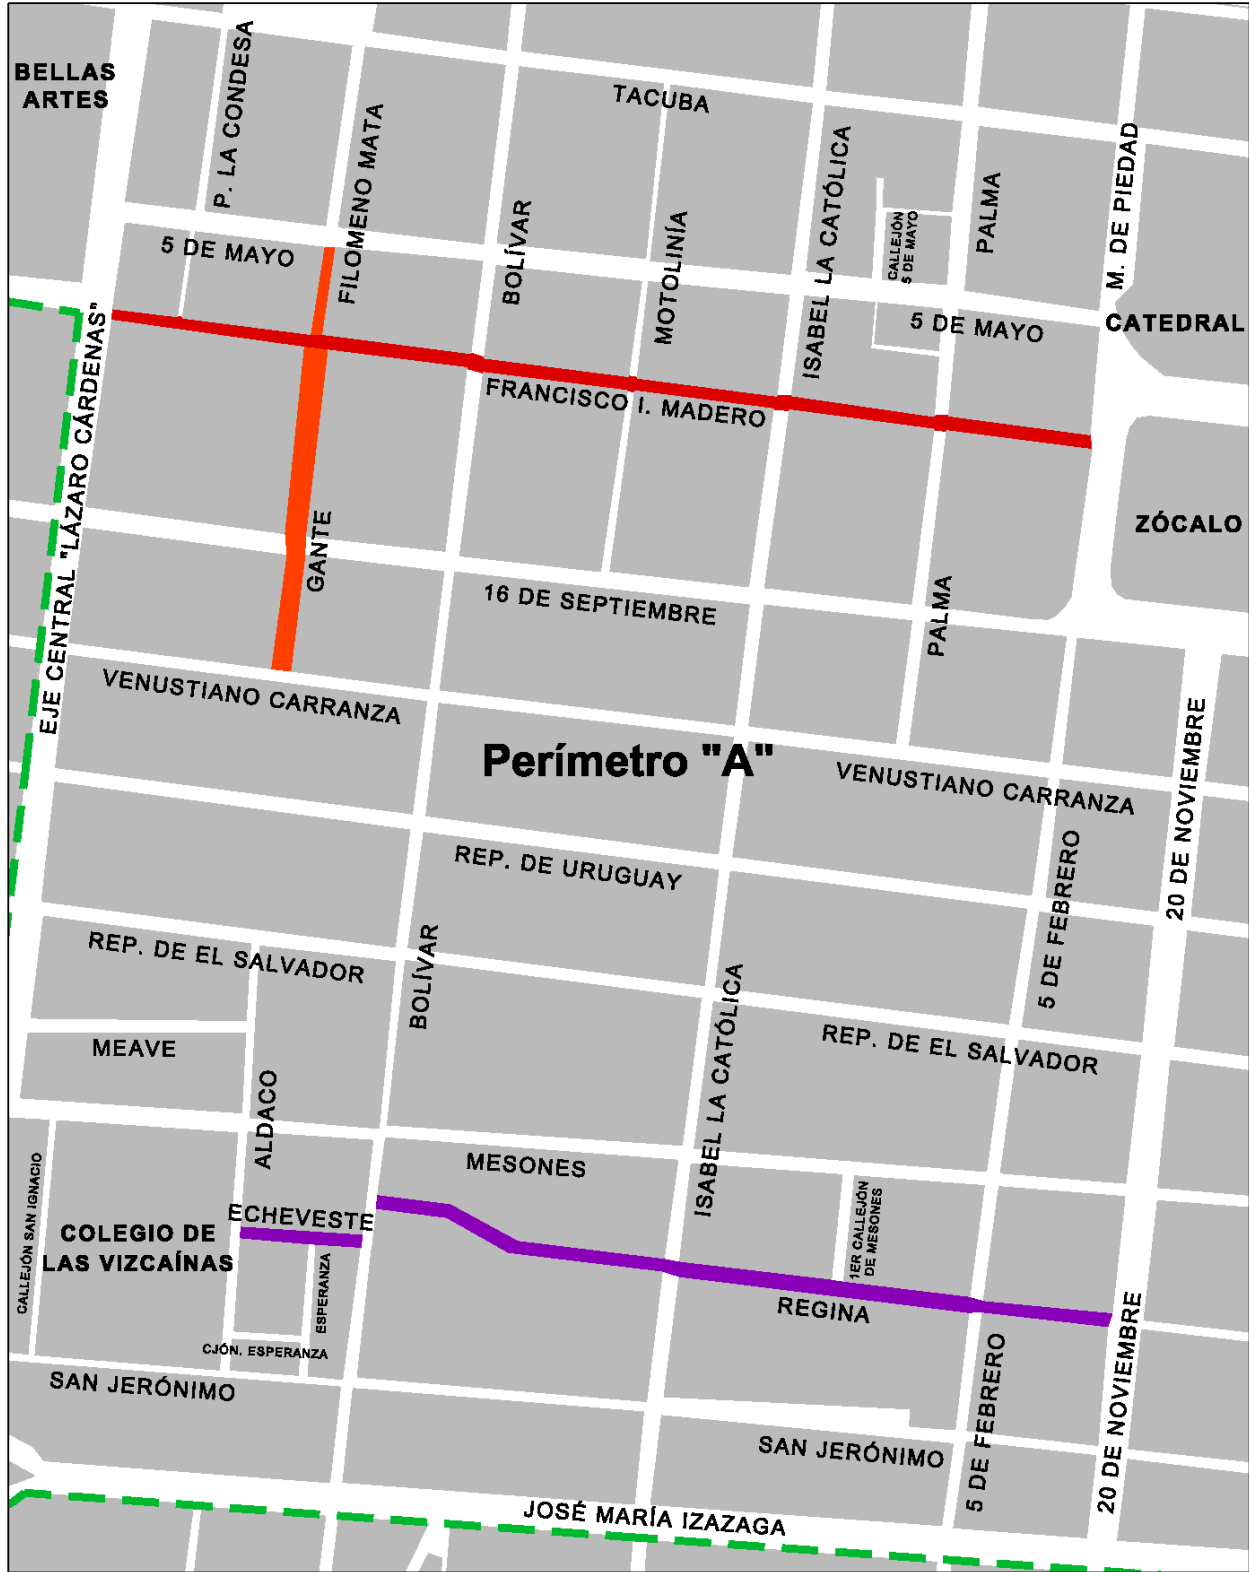 BELLAS
ARTES
P. LA CONDESA
FILOMENO MATA
TACUBA
BOLÍVAR
MOTOLINÍA
ISABEL LA CATÓLICA
CALLEJÓN
5 DE MAYO
PALMA
M. DE PIEDAD
5 DE MAYO
5 DE MAYO
CATEDRAL
FRANCISCO I. MADERO
EJE CENTRAL "LÁZARO CÁRDENAS"
GANTE
ZÓCALO
16 DE SEPTIEMBRE
PALMA
VENUSTIANO CARRANZA
Perímetro "A"
VENUSTIANO CARRANZA
20 DE NOVIEMBRE
REP. DE URUGUAY
5 DE FEBRERO
REP. DE EL SALVADOR
BOLÍVAR
ISABEL LA CATÓLICA
REP. DE EL SALVADOR
MEAVE
ALDACO
MESONES
CALLEJÓN SAN IGNACIO
COLEGIO DE
LAS VIZCAÍNAS
ECHEVESTE
1ER CALLEJÓN
DE MESONES
ESPERANZA
REGINA
CJÓN. ESPERANZA
SAN JERÓNIMO
5 DE FEBRERO
20 DE NOVIEMBRE
SAN JERÓNIMO
JOSÉ MARÍA IZAZAGA